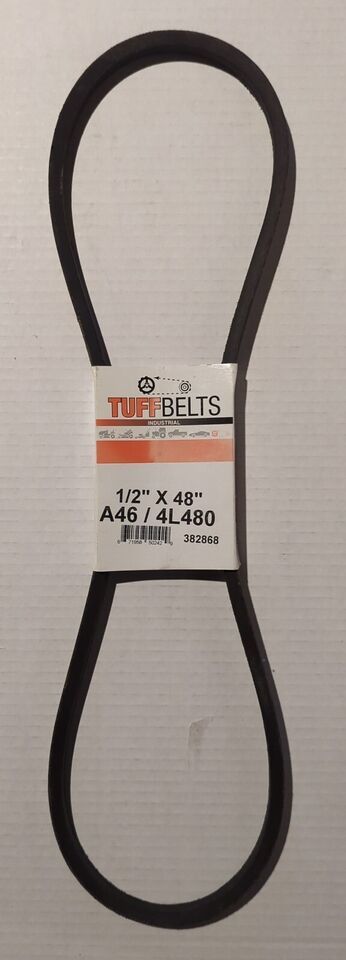 TUFFBELTS
INDUSTRIAL
1/2" X 48"
A46 / 4L480
382868